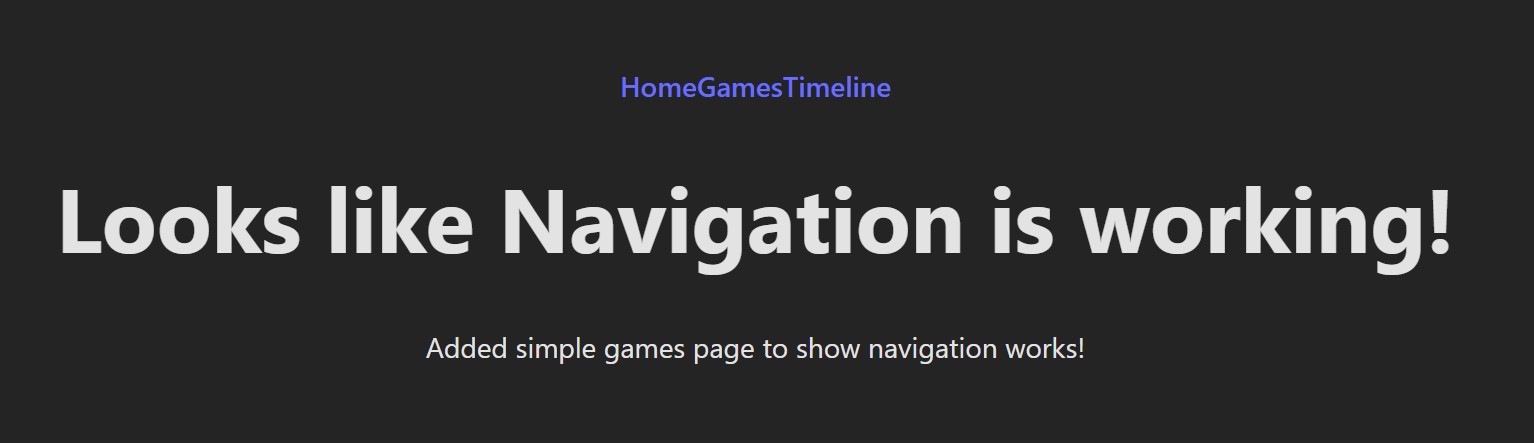 HomeGamesTimeline
Looks like Navigation is working!
Added simple games page to show navigation works!